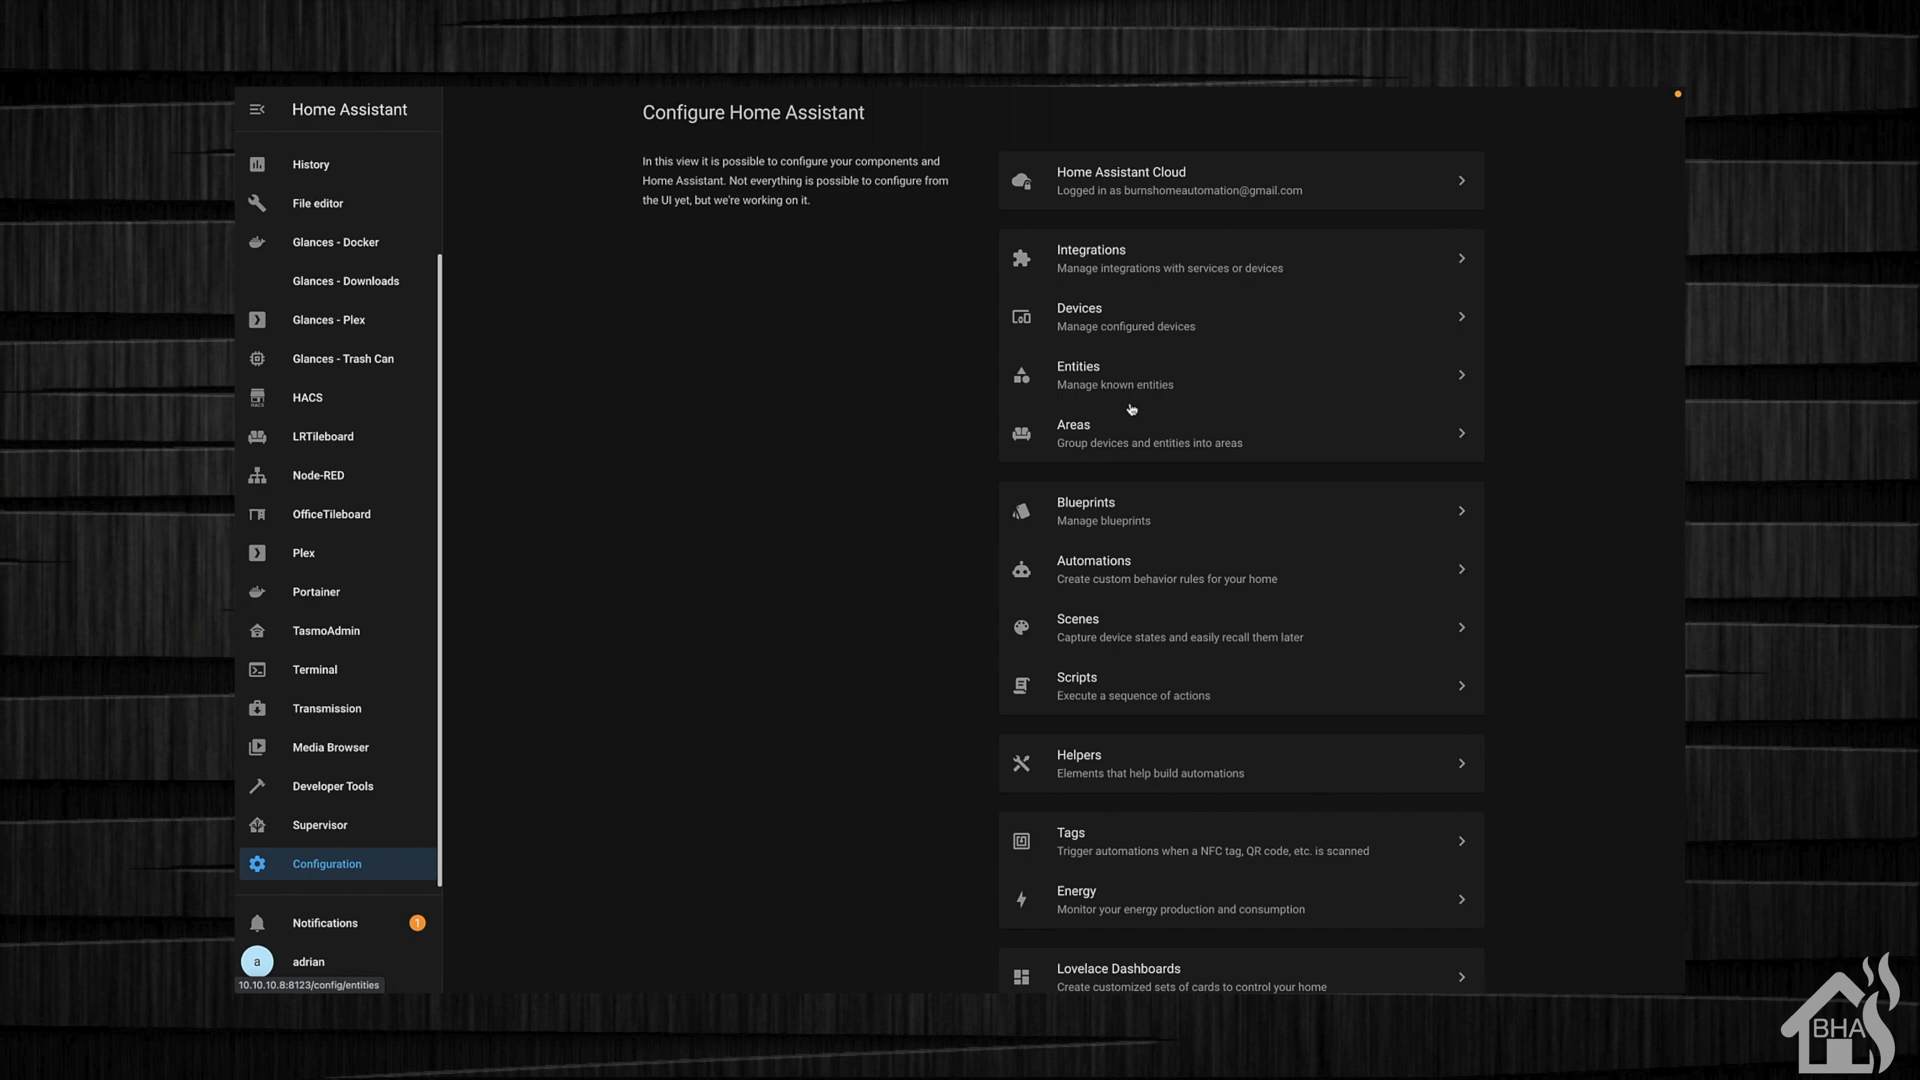 Home Assistant
History
File editor
Glances - Docker
Glances - Downloads
Glances - Plex
Glances - Trash Can
HACS
HACS
LRTileboard
Node-RED
OfficeTileboard
Plex
Portainer
TasmoAdmin
Terminal
Transmission
Media Browser
Developer Tools
Supervisor
Configuration
Notifications 1
a adrian
10.10.10.8:8123/config/entities
Configure Home Assistant
In this view it is possible to configure your components and
Home Assistant. Not everything is possible to configure from
the UI yet, but we're working on it.
Home Assistant Cloud
Logged in as burnshomeautomation@gmail.com
Integrations
Manage integrations with services or devices
Devices
Manage configured devices
Entities
Manage known entities
Areas
Group devices and entities into areas
Blueprints
Manage blueprints
Automations
Create custom behavior rules for your home
Scenes
Capture device states and easily recall them later
Scripts
Execute a sequence of actions
Helpers
Elements that help build automations
Tags
Trigger automations when a NFC tag, QR code, etc. is scanned
Energy
Monitor your energy production and consumption
Lovelace Dashboards
Create customized sets of cards to control your home
BHA